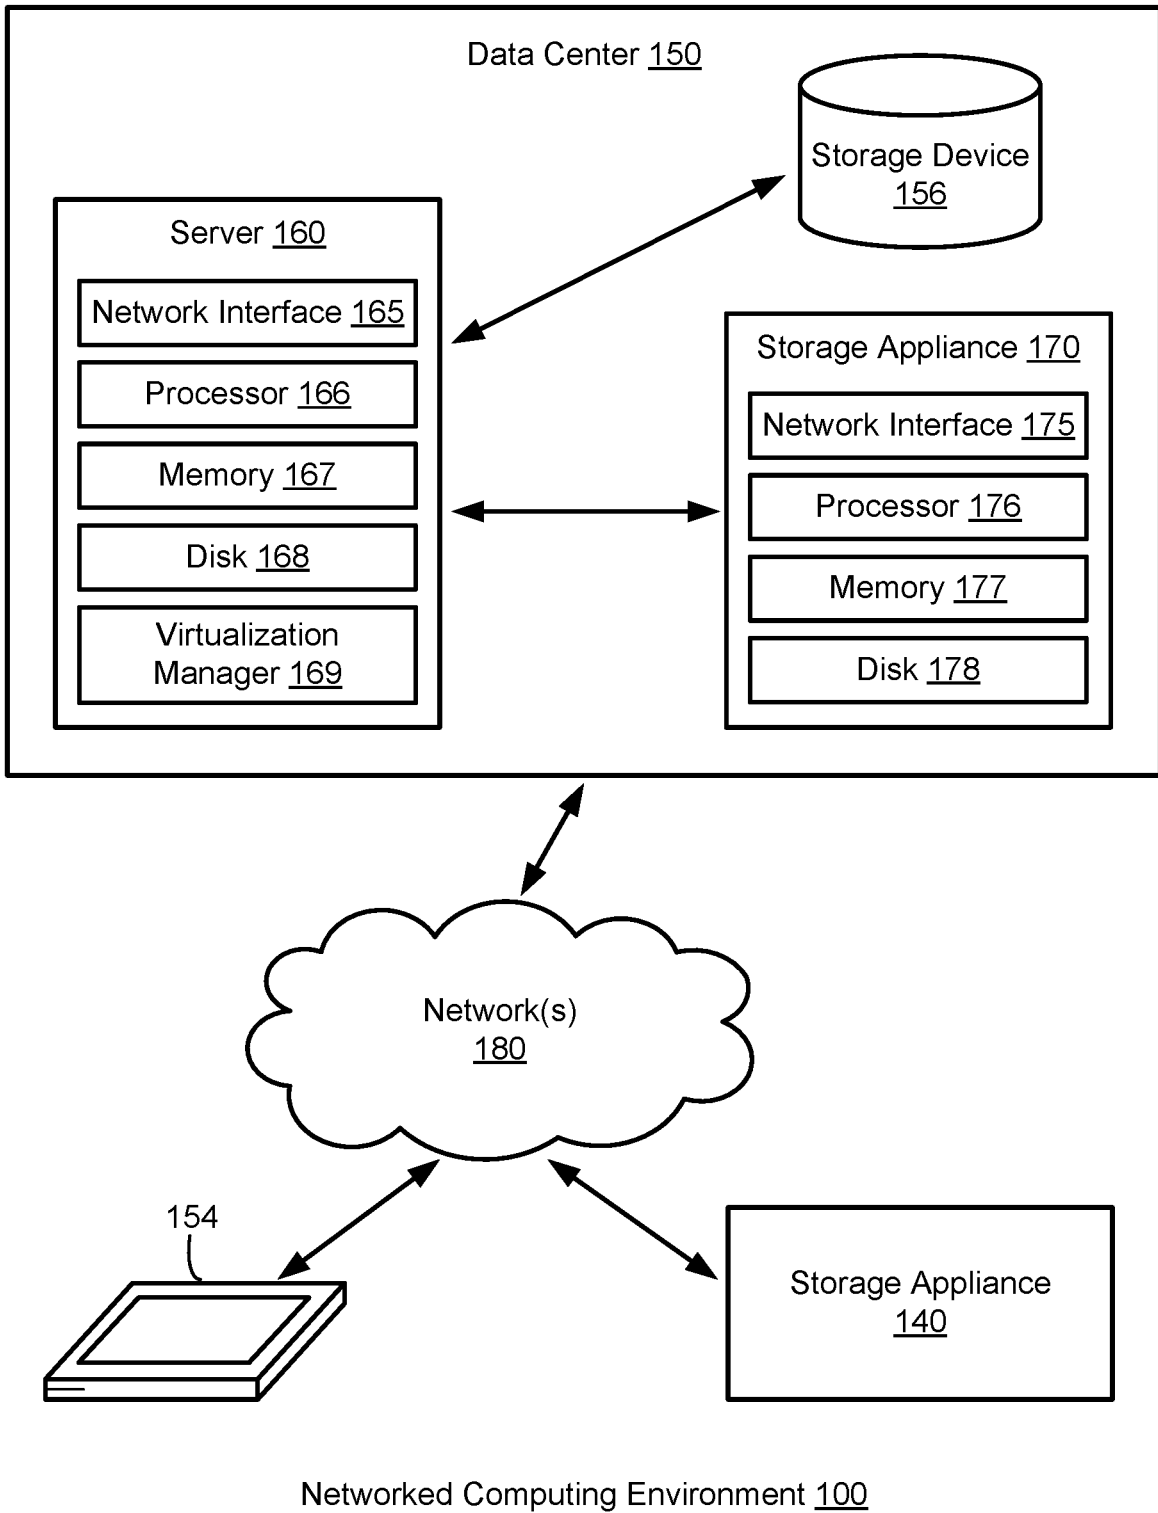 Data Center 150
Storage Device
156
Server 160
Network Interface 165
Processor 166
Memory 167
Disk 168
Virtualization
Manager 169
Storage Appliance 170
Network Interface 175
Processor 176
Memory 177
Disk 178
Network(s)
180
154
Storage Appliance
140
Networked Computing Environment 100